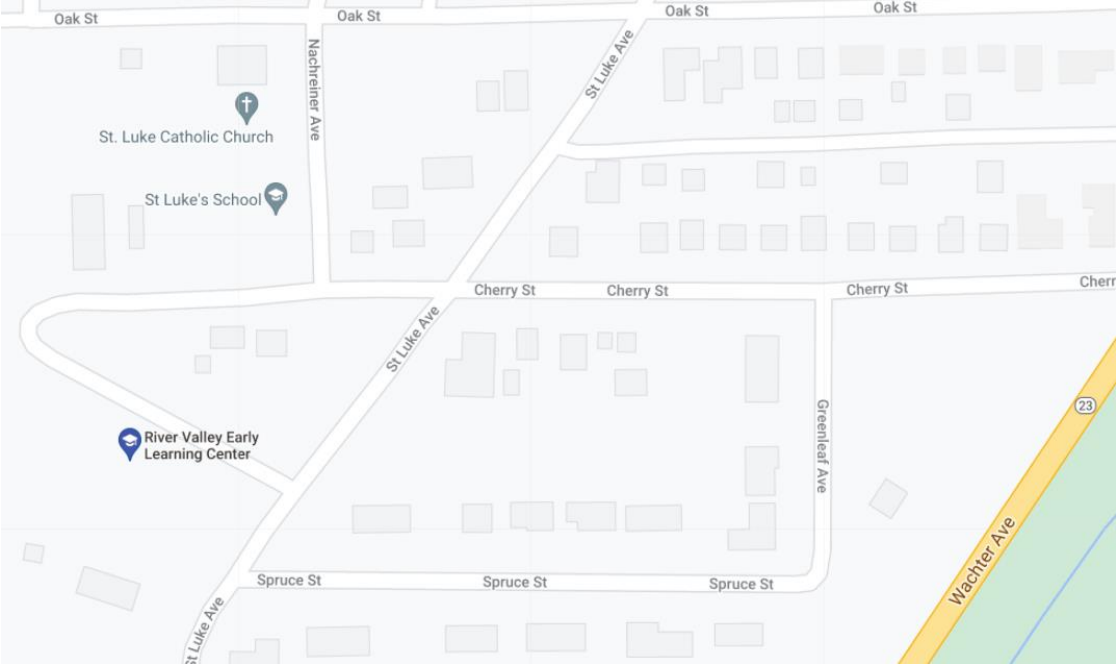 Oak St
Oak St
Oak St
Oak St
Nachreiner Ave
St Luke Ave
St. Luke Catholic Church
St Luke's School
Cherry St
Cherry St
Cherry St
Cherr
St Luke Ave
River Valley Early
Learning Center
Greenleaf Ave
23
Wachter Ave
Spruce St
Spruce St
Spruce St
St Luke Ave